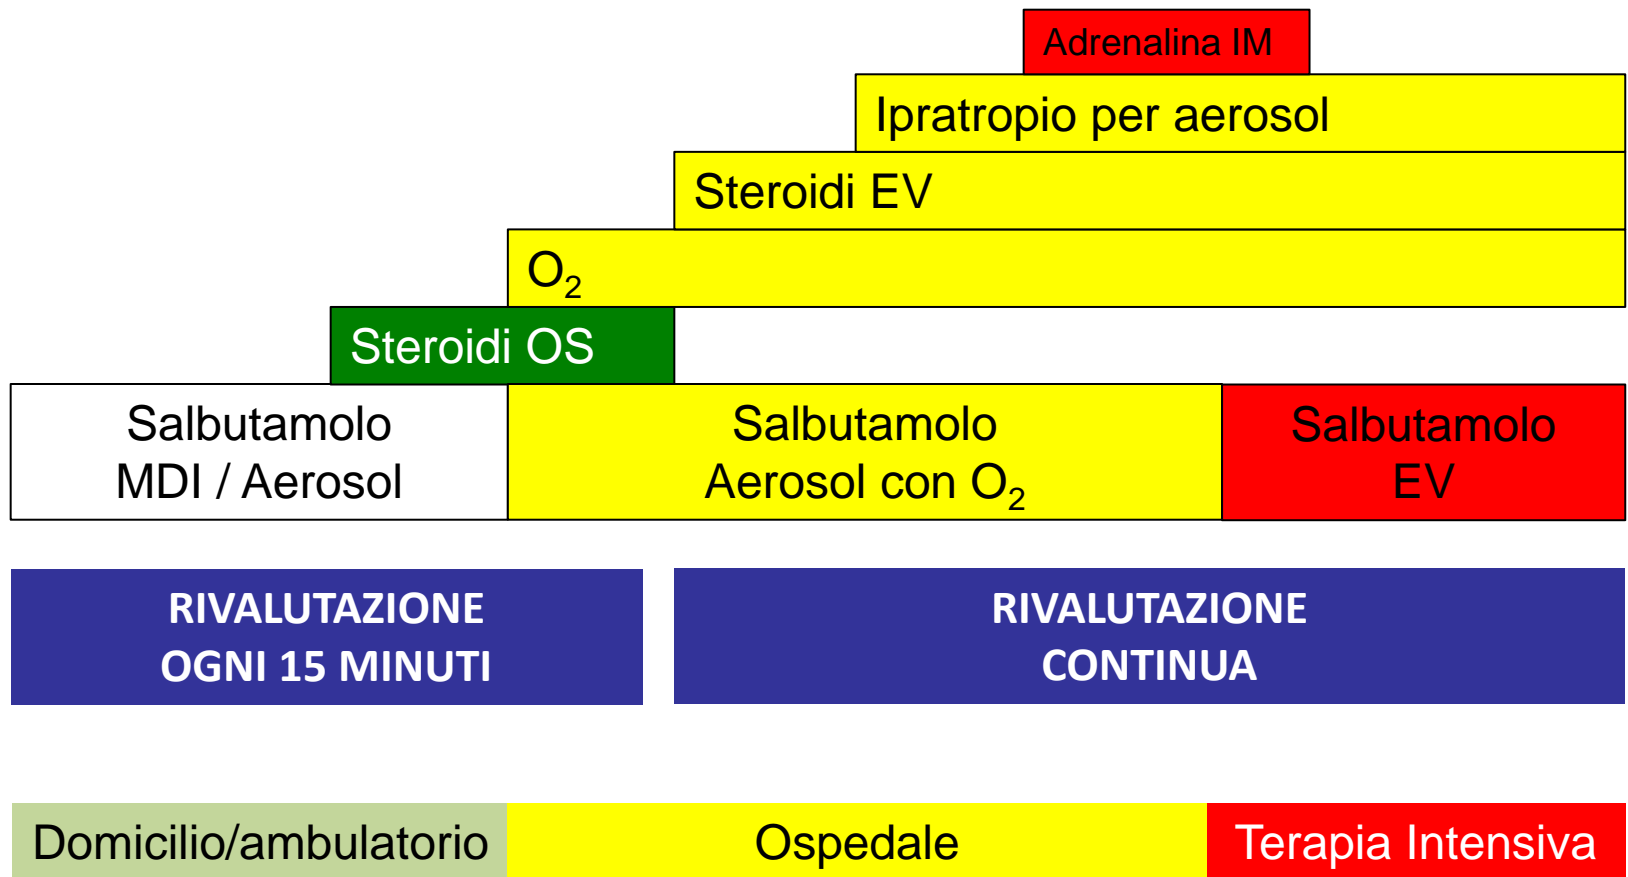 Adrenalina IM
Ipratropio per aerosol
Steroidi EV
O₂
Steroidi OS
Salbutamolo
MDI / Aerosol
Salbutamolo
Aerosol con O₂
Salbutamolo
EV
RIVALUTAZIONE
OGNI 15 MINUTI
RIVALUTAZIONE
CONTINUA
Domicilio/ambulatorio
Ospedale
Terapia Intensiva